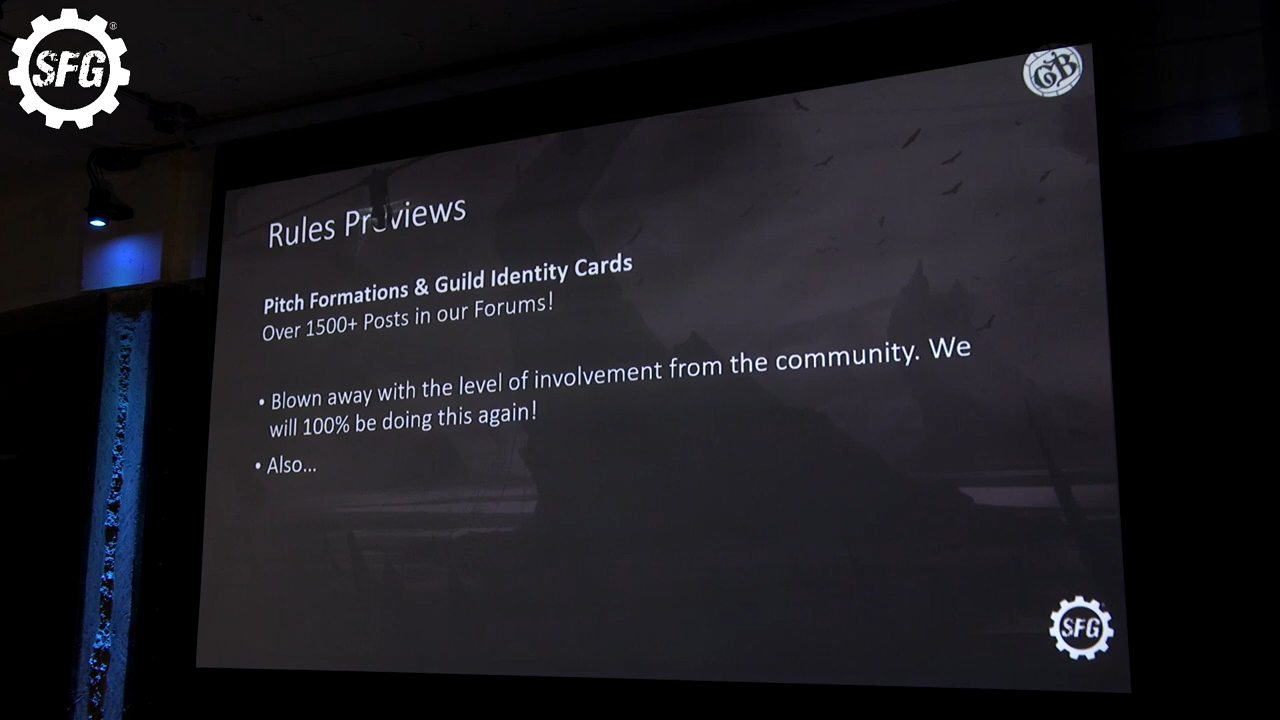 SFG®
GB
Rules Previews
Pitch Formations & Guild Identity Cards
Over 1500+ Posts in our Forums!
• Blown away with the level of involvement from the community. We
will 100% be doing this again!
• Also...
SFG